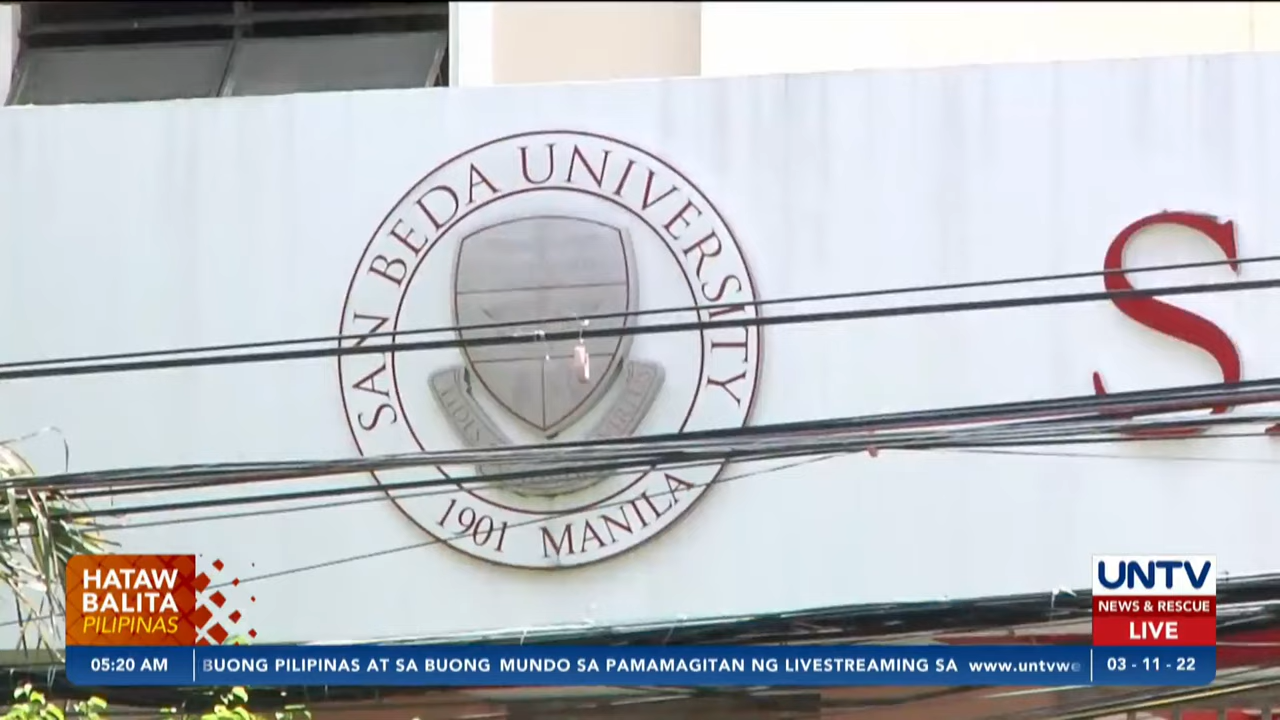 SAN BEDA UNIVERSITY
1901 MANILA
S
HATAW
BALITA
PILIPINAS
UNTV
NEWS & RESCUE
LIVE
05:20 AM
BUONG PILIPINAS AT SA BUONG MUNDO SA PAMAMAGITAN NG LIVESTREAMING SA www.untvwe
03 - 11 - 22